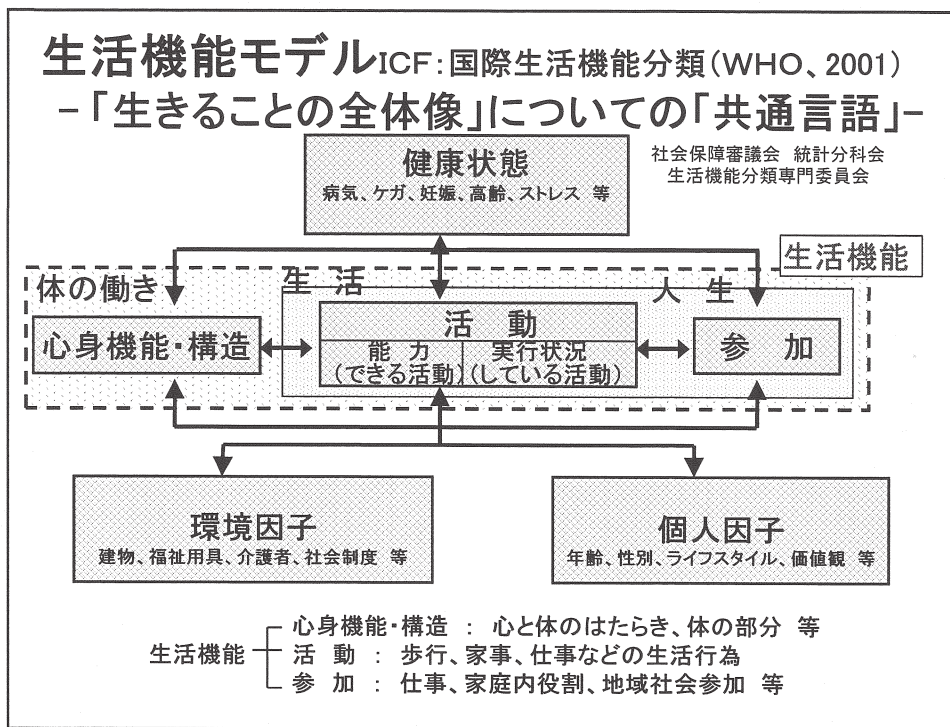 生活機能モデルICF:国際生活機能分類(WHO、2001)
-「生きることの全体像」についての「共通言語」-
社会保障審議会 統計分科会
生活機能分類専門委員会
健康状態
病気、ケガ、妊娠、高齢、ストレス 等
生活機能
体の働き
生 活
人 生
心身機能・構造
活 動
能 力
(できる活動)
実行状況
(している活動)
参 加
環境因子
建物、福祉用具、介護者、社会制度 等
個人因子
年齢、性別、ライフスタイル、価値観 等
生活機能
心身機能・構造 : 心と体のはたらき、体の部分 等
活 動 : 歩行、家事、仕事などの生活行為
参 加 : 仕事、家庭内役割、地域社会参加 等